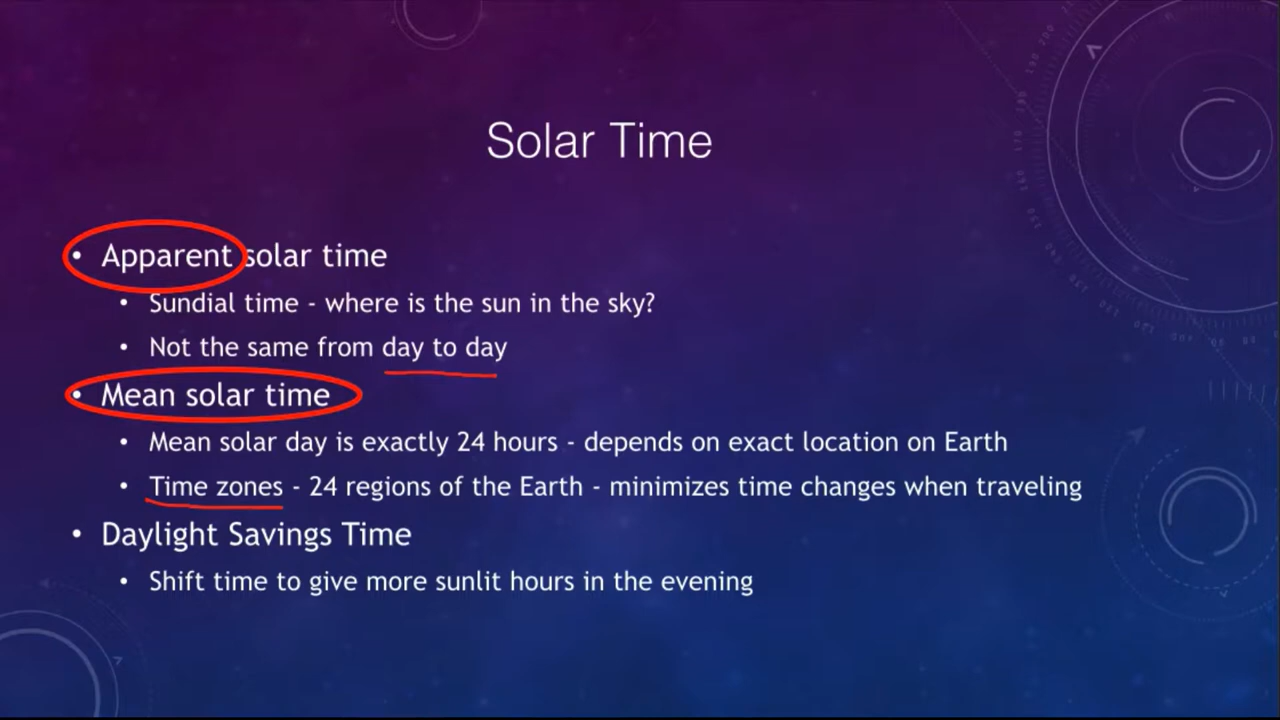 Solar Time
• Apparent solar time
• Sundial time - where is the sun in the sky?
• Not the same from day to day
• Mean solar time
• Mean solar day is exactly 24 hours - depends on exact location on Earth
• Time zones - 24 regions of the Earth - minimizes time changes when traveling
• Daylight Savings Time
• Shift time to give more sunlit hours in the evening